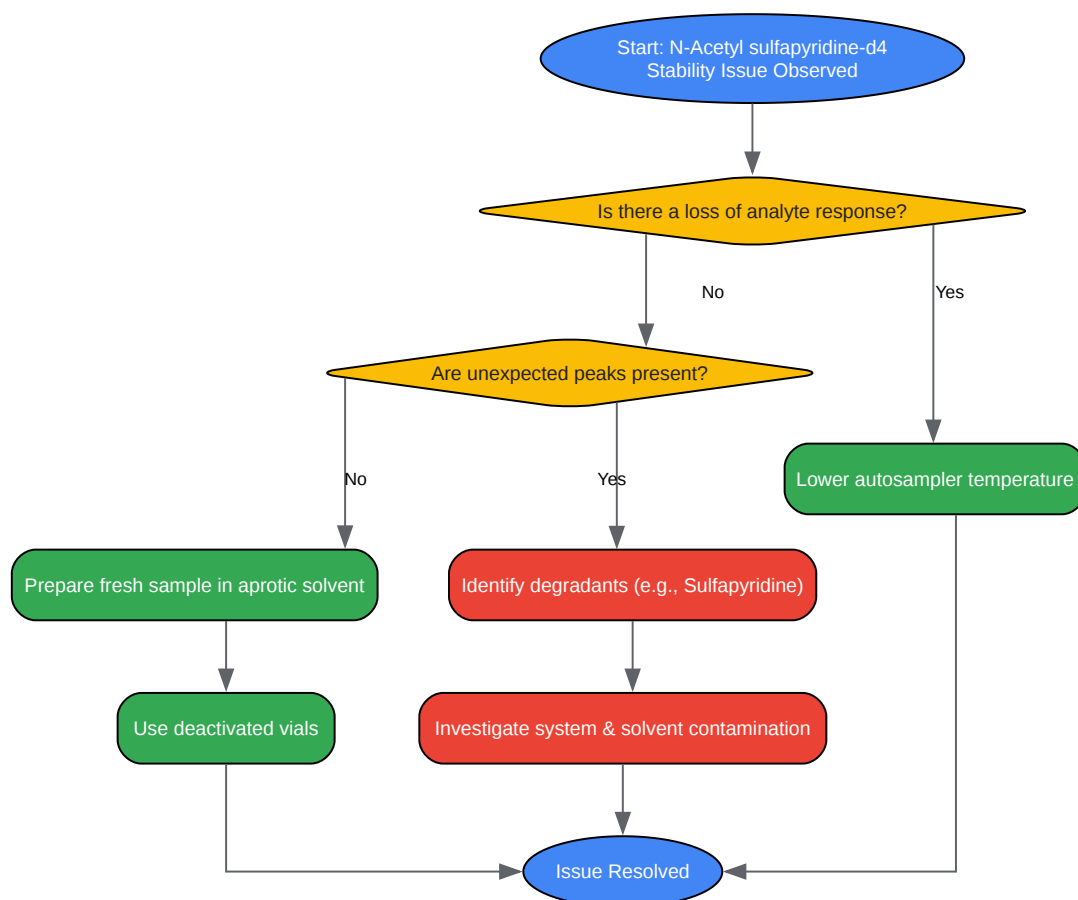 Start: N-Acetyl sulfapyridine-d4
Stability Issue Observed
Is there a loss of analyte response?
No
Yes
Are unexpected peaks present?
No
Yes
Lower autosampler temperature
Prepare fresh sample in aprotic solvent
Identify degradants (e.g., Sulfapyridine)
Use deactivated vials
Investigate system & solvent contamination
Issue Resolved